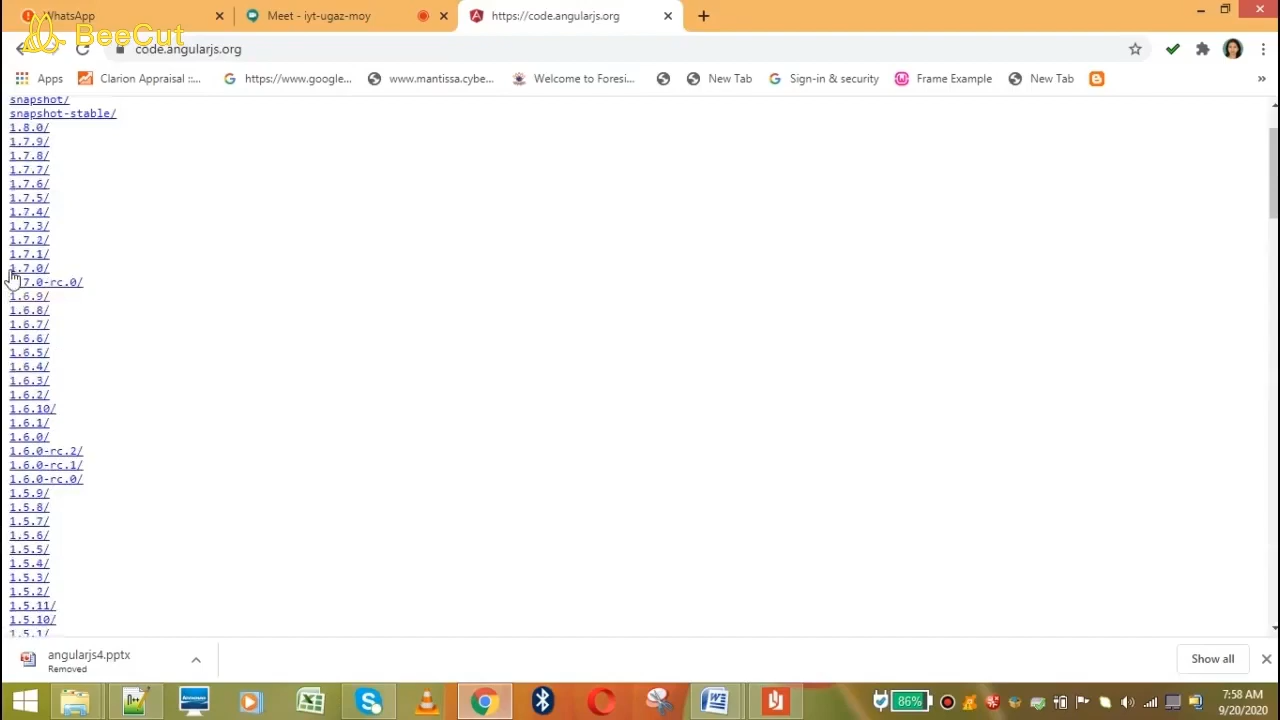 WhatsApp
Meet - iyt-ugaz-moy
https://code.angularjs.org
BeeCut
code.angularjs.org
Apps
Clarion Appraisal ::..
https://www.google...
www.mantissa.cybe...
Welcome to Foresi...
New Tab
Sign-in & security
Frame Example
New Tab
»
snapshot/
snapshot-stable/
1.8.0/
1.7.9/
1.7.8/
1.7.7/
1.7.6/
1.7.5/
1.7.4/
1.7.3/
1.7.2/
1.7.1/
1.7.0/
.7.0-rc.0/
1.6.9/
1.6.8/
1.6.7/
1.6.6/
1.6.5/
1.6.4/
1.6.3/
1.6.2/
1.6.10/
1.6.1/
1.6.0/
1.6.0-rc.2/
1.6.0-rc.1/
1.6.0-rc.0/
1.5.9/
1.5.8/
1.5.7/
1.5.6/
1.5.5/
1.5.4/
1.5.3/
1.5.2/
1.5.11/
1.5.10/
1.5.1/
angularjs4.pptx
Removed
Show all
86%
7:58 AM
9/20/2020